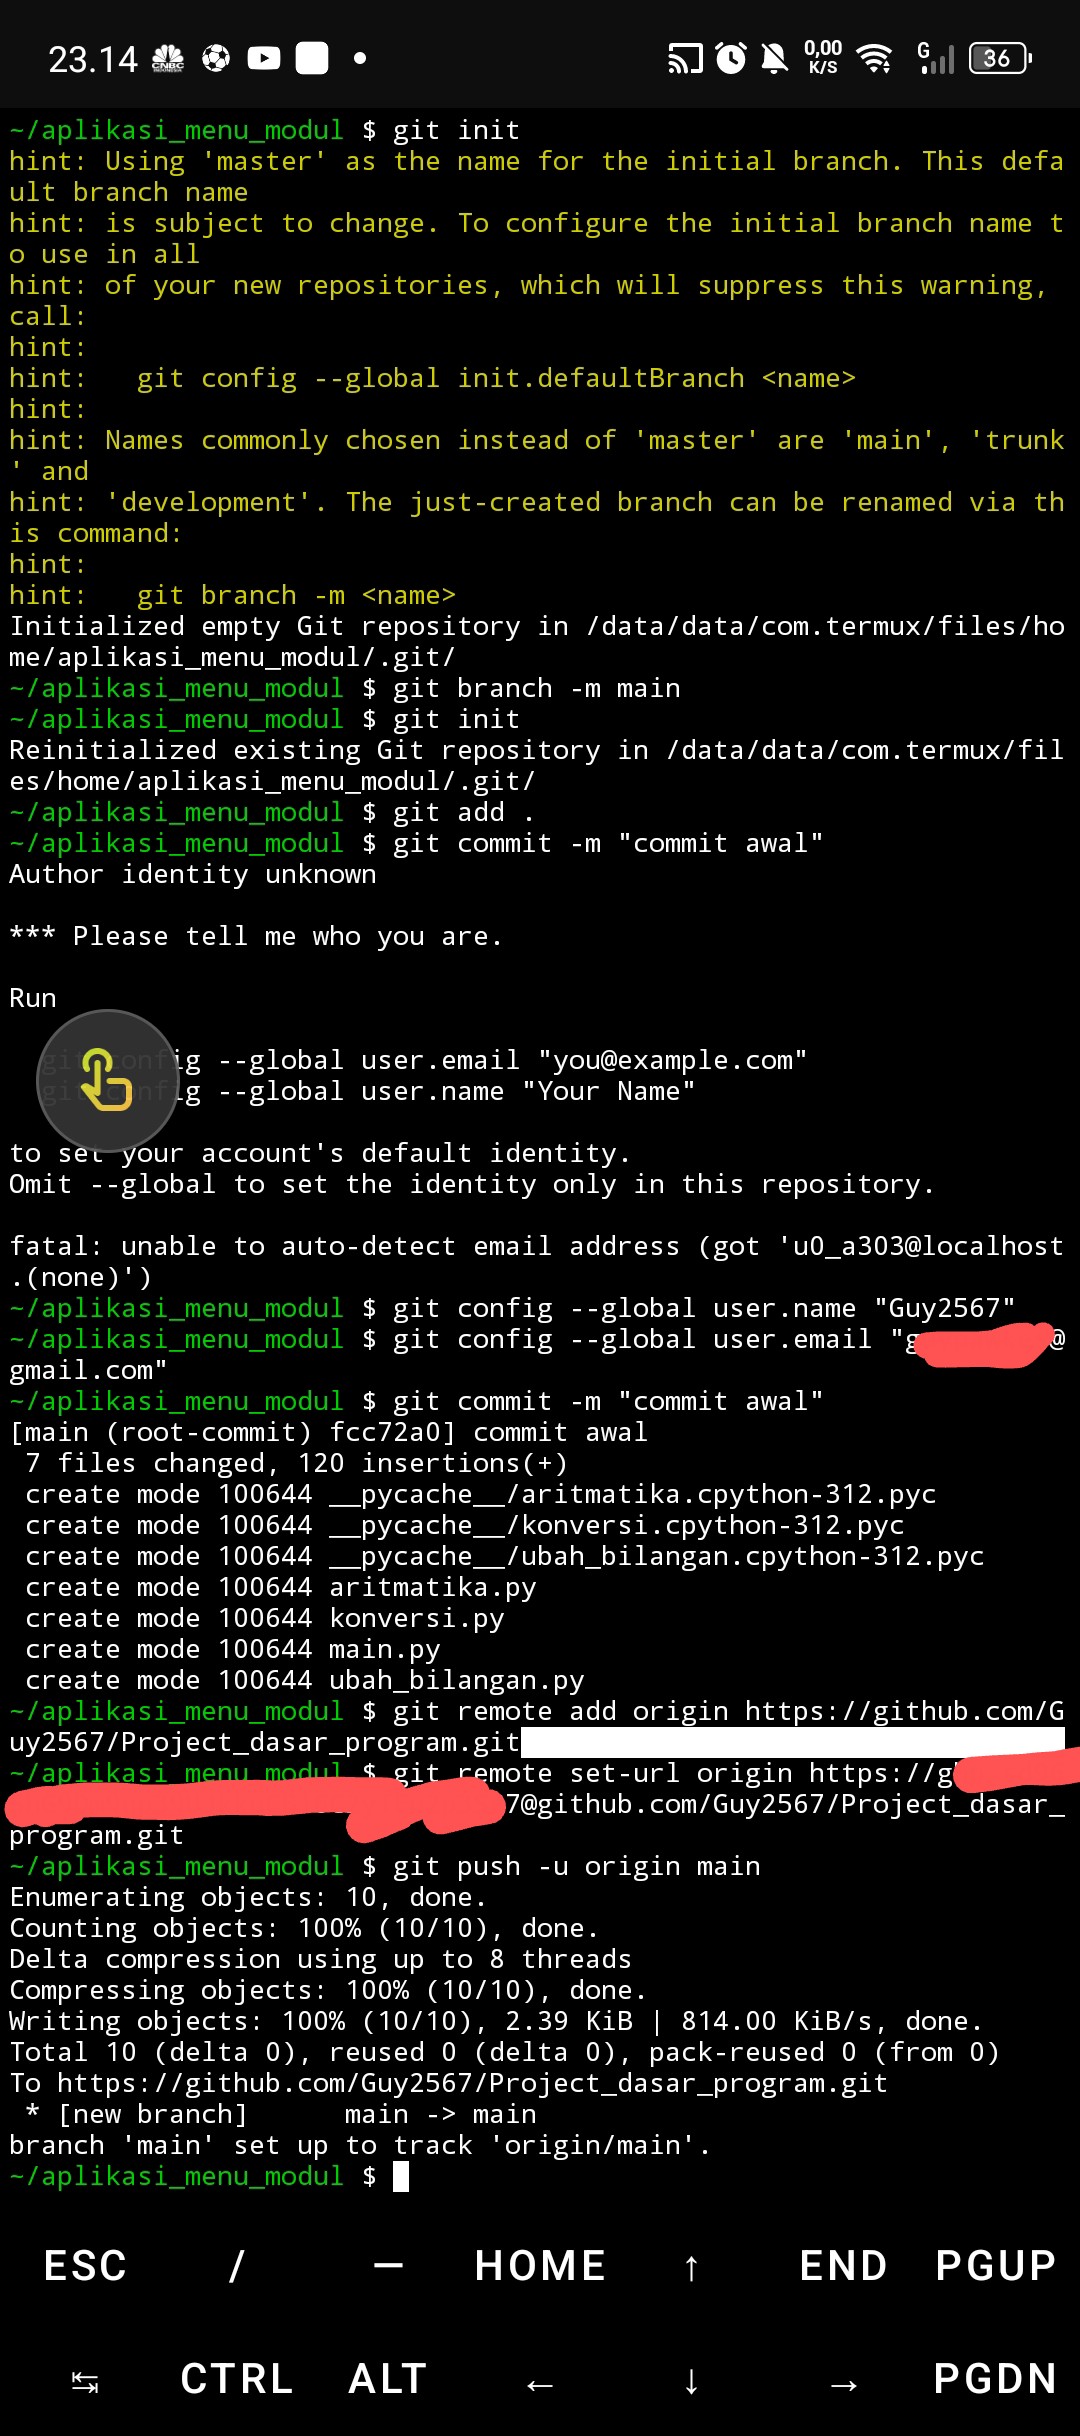 23.14 CNBC INDONESIA 0,00 K/S G 36
~/aplikasi_menu_modul $ git init
hint: Using 'master' as the name for the initial branch. This defa
ult branch name
hint: is subject to change. To configure the initial branch name t
o use in all
hint: of your new repositories, which will suppress this warning,
call:
hint:
hint:   git config --global init.defaultBranch <name>
hint:
hint: Names commonly chosen instead of 'master' are 'main', 'trunk
' and
hint: 'development'. The just-created branch can be renamed via th
is command:
hint:
hint:   git branch -m <name>
Initialized empty Git repository in /data/data/com.termux/files/ho
me/aplikasi_menu_modul/.git/
~/aplikasi_menu_modul $ git branch -m main
~/aplikasi_menu_modul $ git init
Reinitialized existing Git repository in /data/data/com.termux/fil
es/home/aplikasi_menu_modul/.git/
~/aplikasi_menu_modul $ git add .
~/aplikasi_menu_modul $ git commit -m "commit awal"
Author identity unknown
*** Please tell me who you are.
Run
git config --global user.email "you@example.com"
git config --global user.name "Your Name"
to set your account's default identity.
Omit --global to set the identity only in this repository.
fatal: unable to auto-detect email address (got 'u0_a303@localhost
.(none)')
~/aplikasi_menu_modul $ git config --global user.name "Guy2567"
~/aplikasi_menu_modul $ git config --global user.email "g @
gmail.com"
~/aplikasi_menu_modul $ git commit -m "commit awal"
[main (root-commit) fcc72a0] commit awal
 7 files changed, 120 insertions(+)
 create mode 100644 __pycache__/aritmatika.cpython-312.pyc
 create mode 100644 __pycache__/konversi.cpython-312.pyc
 create mode 100644 __pycache__/ubah_bilangan.cpython-312.pyc
 create mode 100644 aritmatika.py
 create mode 100644 konversi.py
 create mode 100644 main.py
 create mode 100644 ubah_bilangan.py
~/aplikasi_menu_modul $ git remote add origin https://github.com/G
uy2567/Project_dasar_program.git
~/aplikasi_menu_modul $ git remote set-url origin https://g
7@github.com/Guy2567/Project_dasar_
program.git
~/aplikasi_menu_modul $ git push -u origin main
Enumerating objects: 10, done.
Counting objects: 100% (10/10), done.
Delta compression using up to 8 threads
Compressing objects: 100% (10/10), done.
Writing objects: 100% (10/10), 2.39 KiB | 814.00 KiB/s, done.
Total 10 (delta 0), reused 0 (delta 0), pack-reused 0 (from 0)
To https://github.com/Guy2567/Project_dasar_program.git
 * [new branch]      main -> main
branch 'main' set up to track 'origin/main'.
~/aplikasi_menu_modul $
ESC / — HOME ↑ END PGUP
↹ CTRL ALT ← ↓ → PGDN